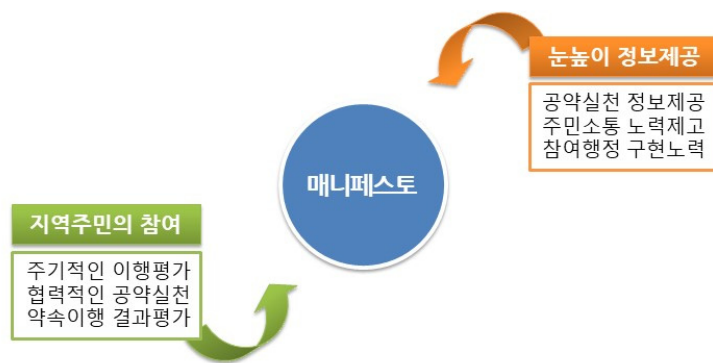 눈높이 정보제공
공약실천 정보제공
주민소통 노력제고
참여행정 구현노력
매니페스토
지역주민의 참여
주기적인 이행평가
협력적인 공약실천
약속이행 결과평가